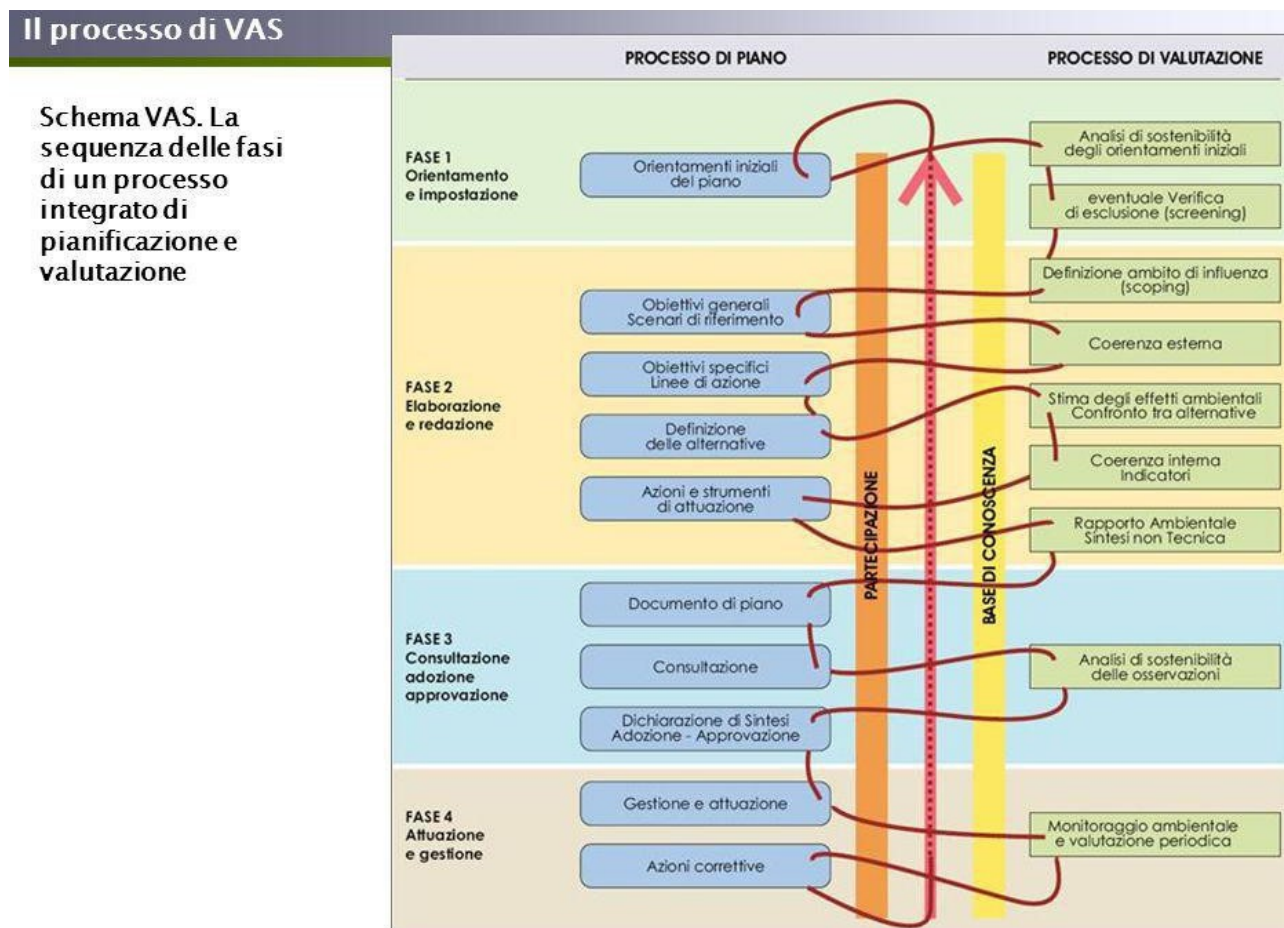 Il processo di VAS
Schema VAS. La
sequenza delle fasi
di un processo
integrato di
pianificazione e
valutazione
PROCESSO DI PIANO
PROCESSO DI VALUTAZIONE
FASE 1
Orientamento
e impostazione
Orientamenti iniziali
del piano
Analisi di sostenibilità
degli orientamenti iniziali
eventuale Verifica
di esclusione (screening)
FASE 2
Elaborazione
e redazione
Obiettivi generali
Scenari di riferimento
Obiettivi specifici
Linee di azione
Definizione
delle alternative
Azioni e strumenti
di attuazione
Definizione ambito di influenza
(scoping)
Coerenza esterna
Stima degli effetti ambientali
Confronto tra alternative
Coerenza interna
Indicatori
Rapporto Ambientale
Sintesi non Tecnica
PARTECIPAZIONE
BASE DI CONOSCENZA
FASE 3
Consultazione
adozione
approvazione
Documento di piano
Consultazione
Dichiarazione di Sintesi
Adozione - Approvazione
Analisi di sostenibilità
delle osservazioni
FASE 4
Attuazione
e gestione
Gestione e attuazione
Azioni correttive
Monitoraggio ambientale
e valutazione periodica